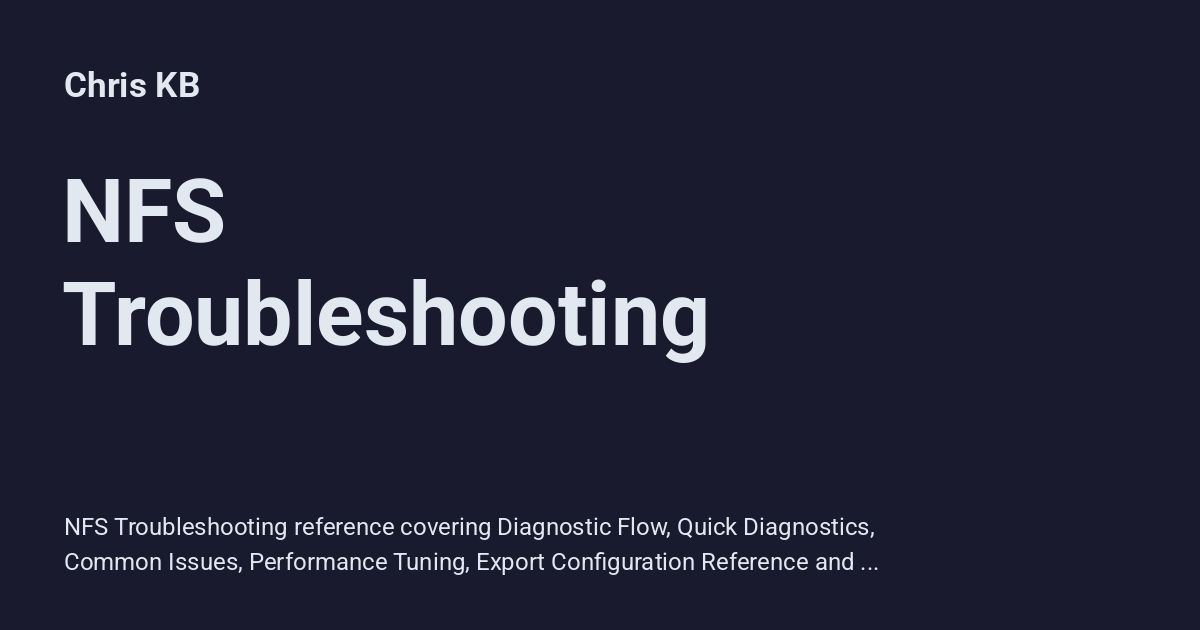 Chris KB
NFS
Troubleshooting
NFS Troubleshooting reference covering Diagnostic Flow, Quick Diagnostics,
Common Issues, Performance Tuning, Export Configuration Reference and ...